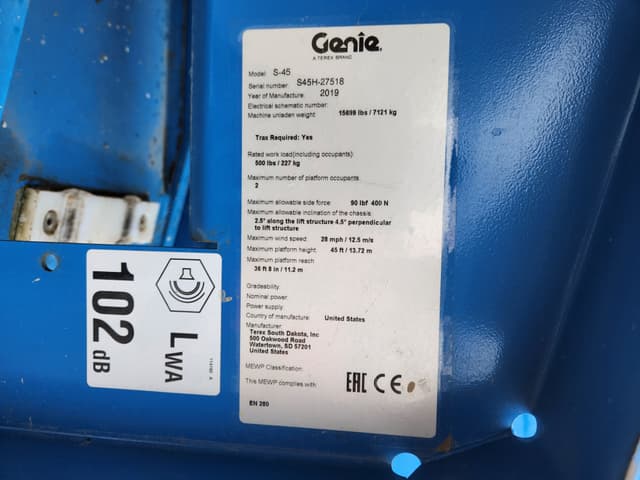 Genie
A TEREX BRAND
Model: S-45
Serial number: S45H-27518
Year of Manufacture: 2019
Electrical schematic number:
Machine unladen weight: 15699 lbs / 7121 kg
Trax Required: Yes
Rated work load(including occupants):
500 lbs / 227 kg
Maximum number of platform occupants:
2
Maximum allowable side force: 90 lbf 400 N
Maximum allowable inclination of the chassis:
2.5° along the lift structure 4.5° perpendicular
to lift structure
Maximum wind speed: 28 mph / 12.5 m/s
Maximum platform height: 45 ft / 13.72 m
Maximum platform reach
36 ft 8 in / 11.2 m
Gradeability:
Nominal power:
Power supply:
Country of manufacture: United States
Manufacturer:
Terex South Dakota, Inc
500 Oakwood Road
Watertown, SD 57201
United States
MEWP Classification:
This MEWP complies with: EAC CE
EN 280
LWA
102 dB